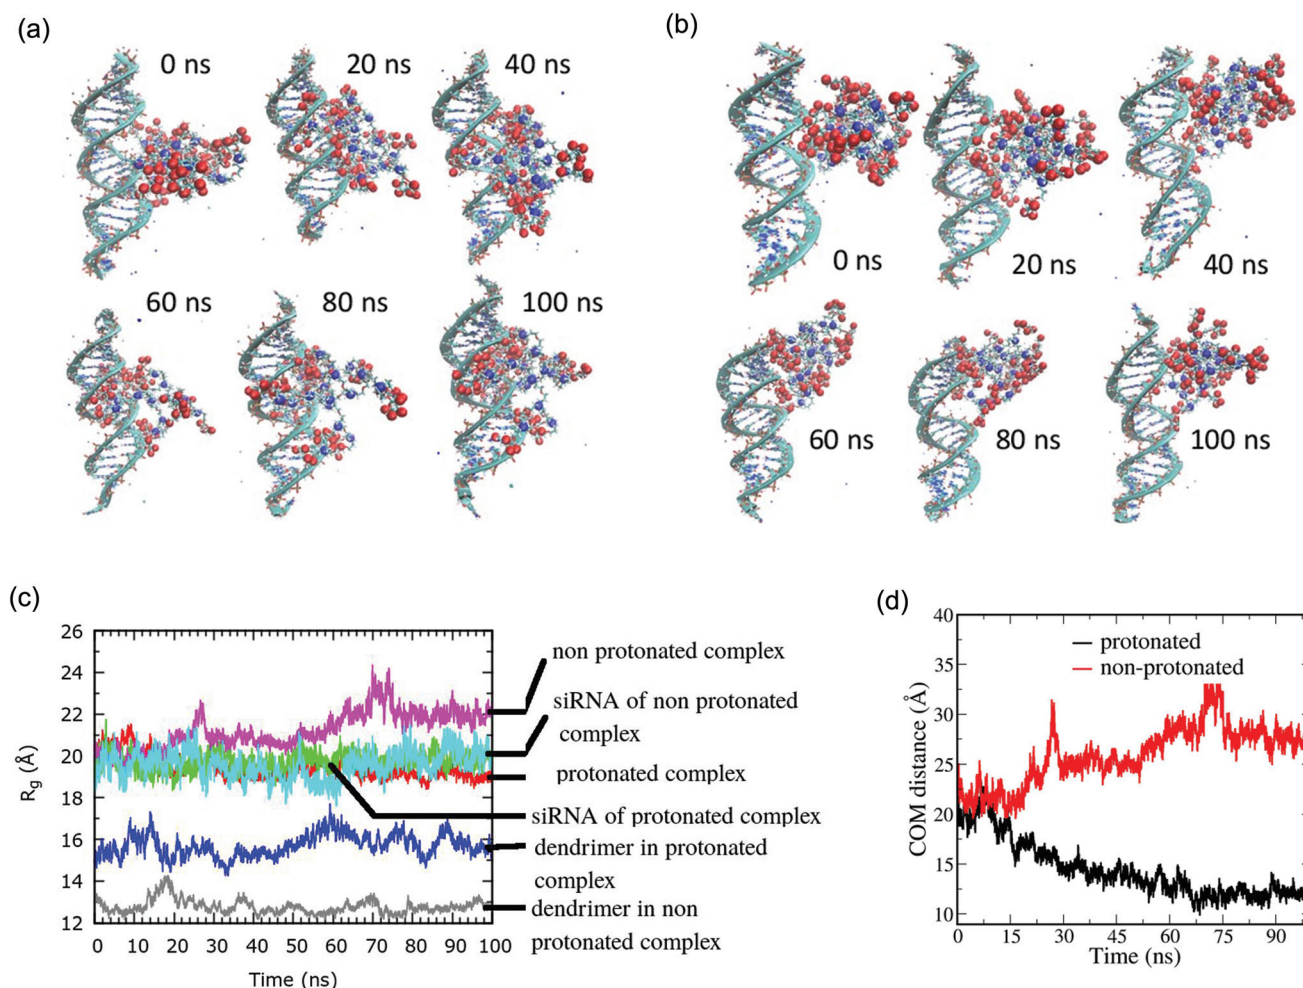 (a)
(b)
0 ns
20 ns
40 ns
60 ns
80 ns
100 ns
0 ns
20 ns
40 ns
60 ns
80 ns
100 ns
(c)
26
24
22
20
18
16
14
12
Rg (Å)
0 10 20 30 40 50 60 70 80 90 100
Time (ns)
non protonated complex
siRNA of non protonated
complex
protonated complex
siRNA of protonated complex
dendrimer in protonated
complex
dendrimer in non
protonated complex
(d)
40
35
30
25
20
15
10
COM distance (Å)
protonated
non-protonated
0 15 30 45 60 75 90
Time (ns)